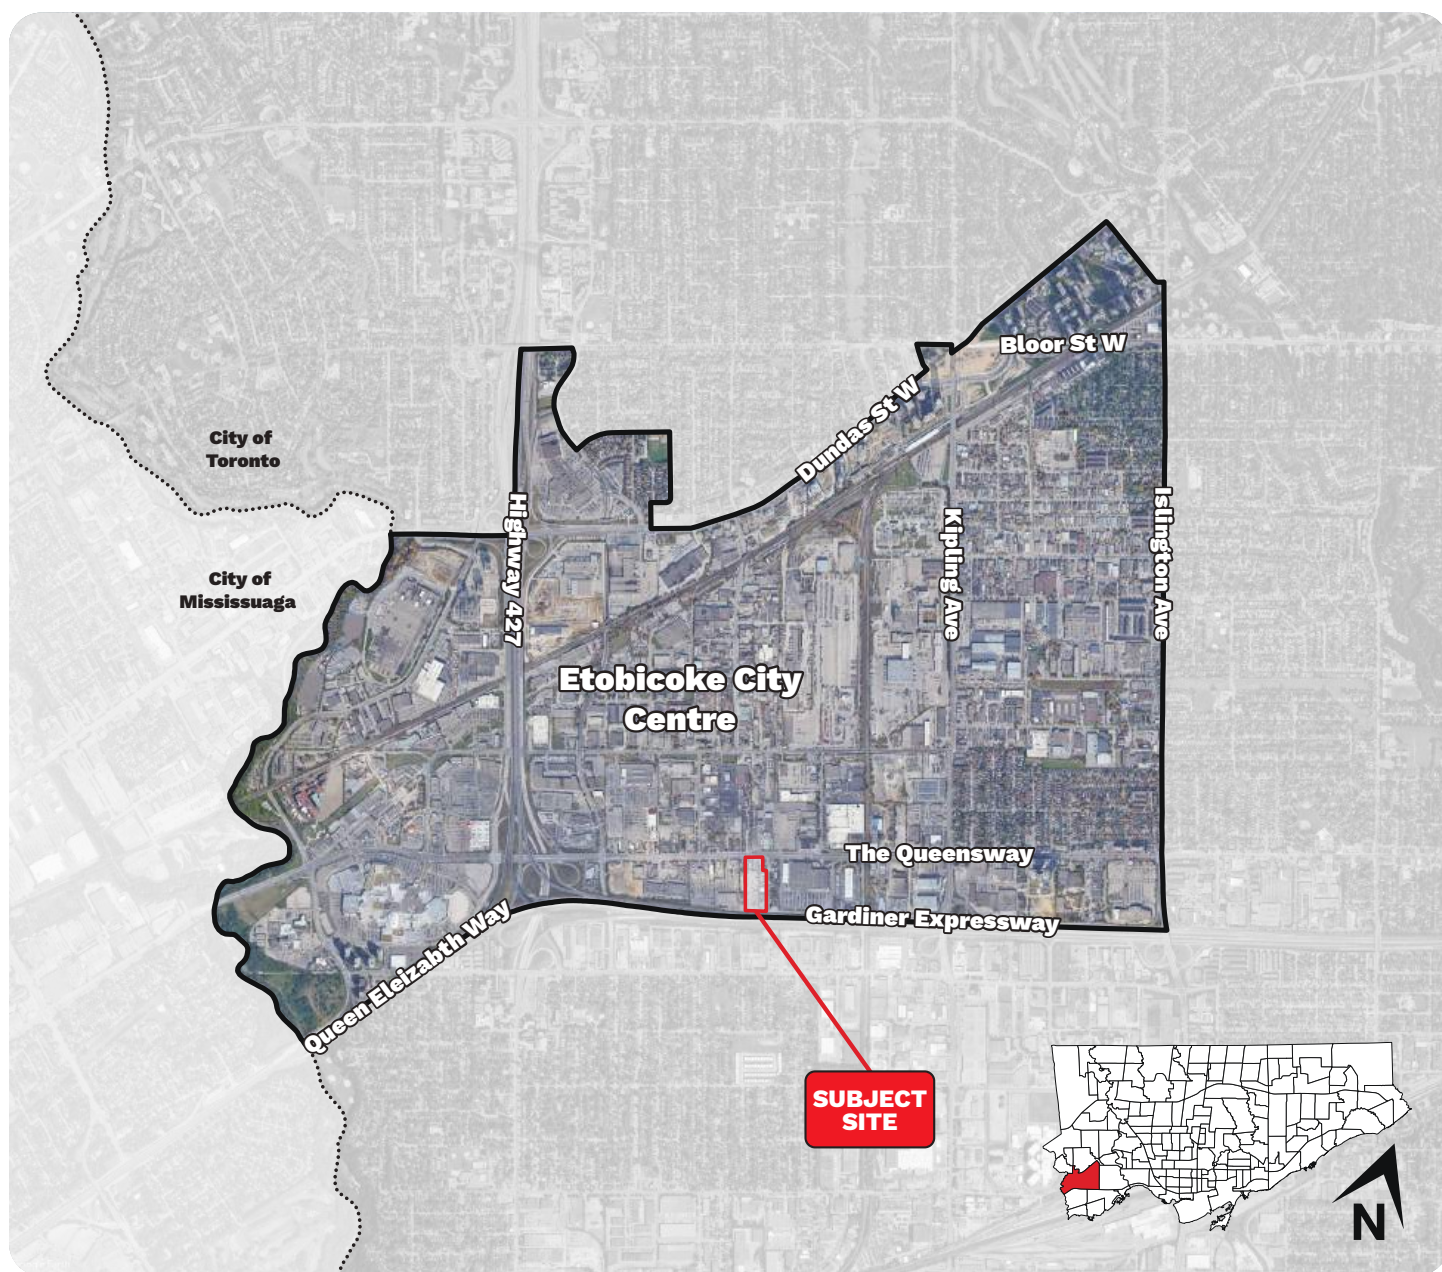 Bloor St W
Dundas St W
City of
Toronto
Highway 427
Kipling Ave
Islington Ave
City of
Mississuaga
Etobicoke City
Centre
The Queensway
Gardiner Expressway
Queen Eleizabth Way
SUBJECT
SITE
N